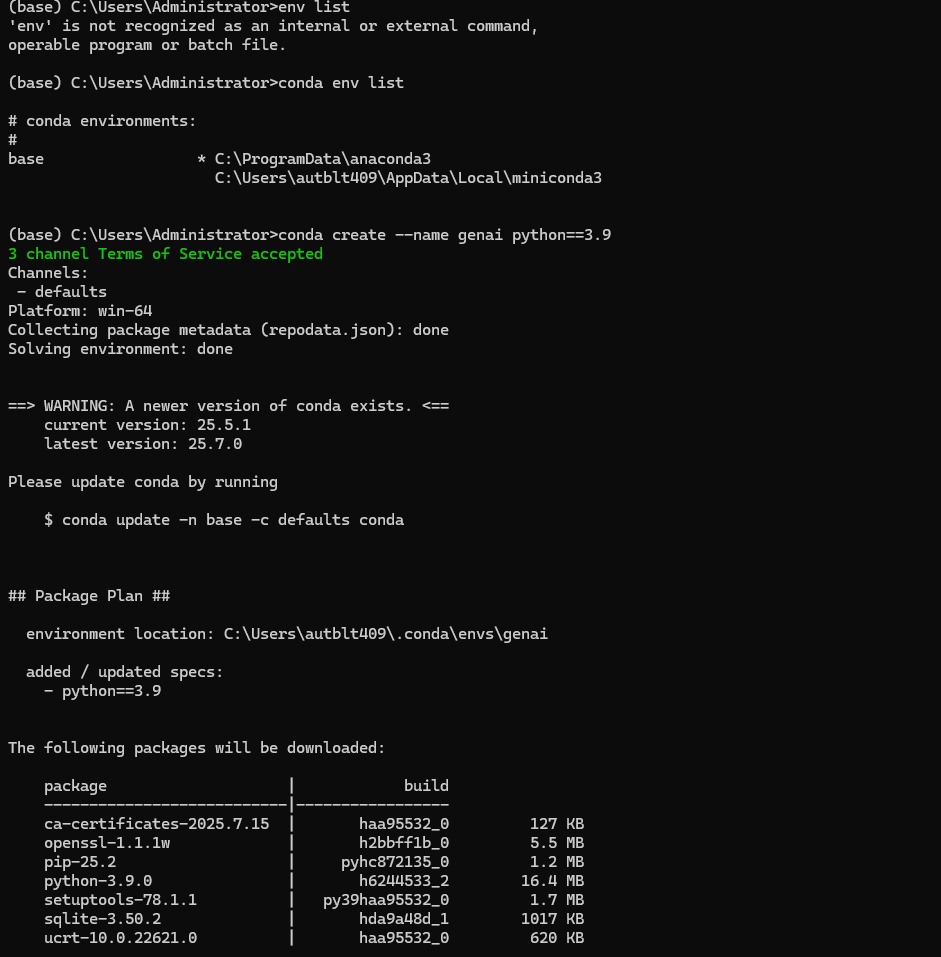 (base) C:\Users\Administrator>env list
'env' is not recognized as an internal or external command,
operable program or batch file.
(base) C:\Users\Administrator>conda env list
# conda environments:
#
base                 * C:\ProgramData\anaconda3
                       C:\Users\autblt409\AppData\Local\miniconda3
(base) C:\Users\Administrator>conda create --name genai python==3.9
3 channel Terms of Service accepted
Channels:
 - defaults
Platform: win-64
Collecting package metadata (repodata.json): done
Solving environment: done
==> WARNING: A newer version of conda exists. <==
    current version: 25.5.1
    latest version: 25.7.0
Please update conda by running
    $ conda update -n base -c defaults conda
## Package Plan ##
  environment location: C:\Users\autblt409\.conda\envs\genai
  added / updated specs:
    - python==3.9
The following packages will be downloaded:
    package                    |            build
    ---------------------------|-----------------
    ca-certificates-2025.7.15  |       haa95532_0         127 KB
    openssl-1.1.1w             |       h2bbff1b_0         5.5 MB
    pip-25.2                   |     pyhc872135_0         1.2 MB
    python-3.9.0               |       h6244533_2        16.4 MB
    setuptools-78.1.1          |   py39haa95532_0         1.7 MB
    sqlite-3.50.2              |       hda9a48d_1        1017 KB
    ucrt-10.0.22621.0          |       haa95532_0         620 KB